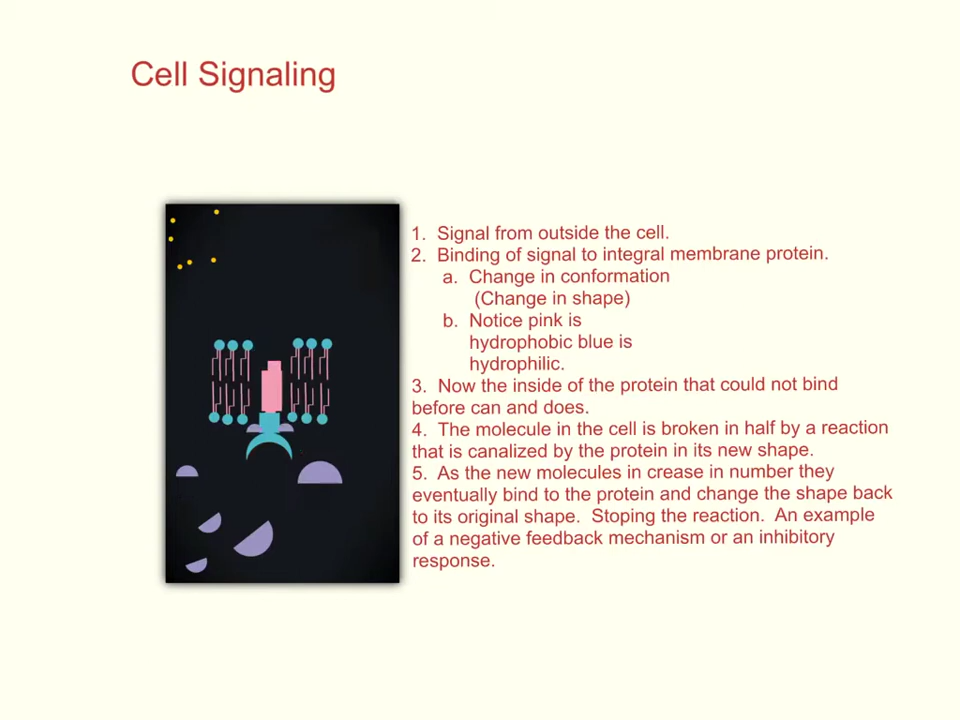 Cell Signaling
1. Signal from outside the cell.
2. Binding of signal to integral membrane protein.
a. Change in conformation
(Change in shape)
b. Notice pink is
hydrophobic blue is
hydrophilic.
3. Now the inside of the protein that could not bind
before can and does.
4. The molecule in the cell is broken in half by a reaction
that is canalized by the protein in its new shape.
5. As the new molecules in crease in number they
eventually bind to the protein and change the shape back
to its original shape. Stoping the reaction. An example
of a negative feedback mechanism or an inhibitory
response.